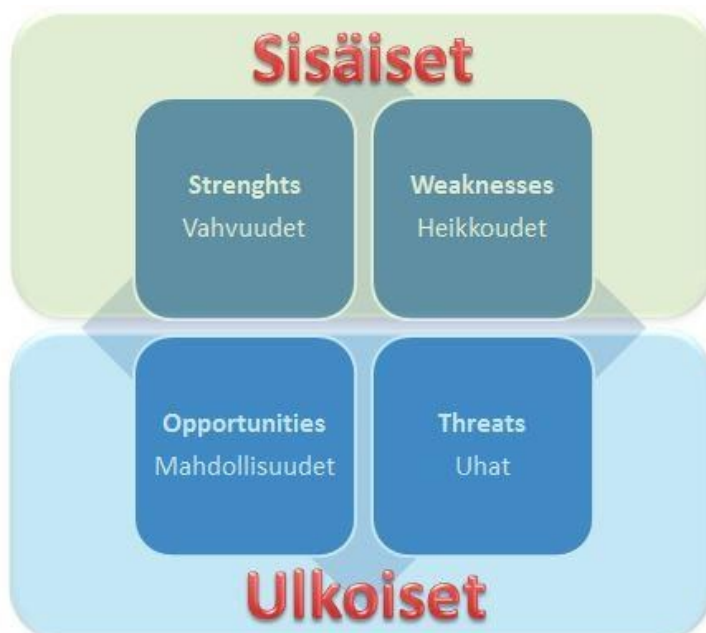 Sisäiset
Strenghts
Vahvuudet
Weaknesses
Heikkoudet
Opportunities
Mahdollisuudet
Threats
Uhat
Ulkoiset